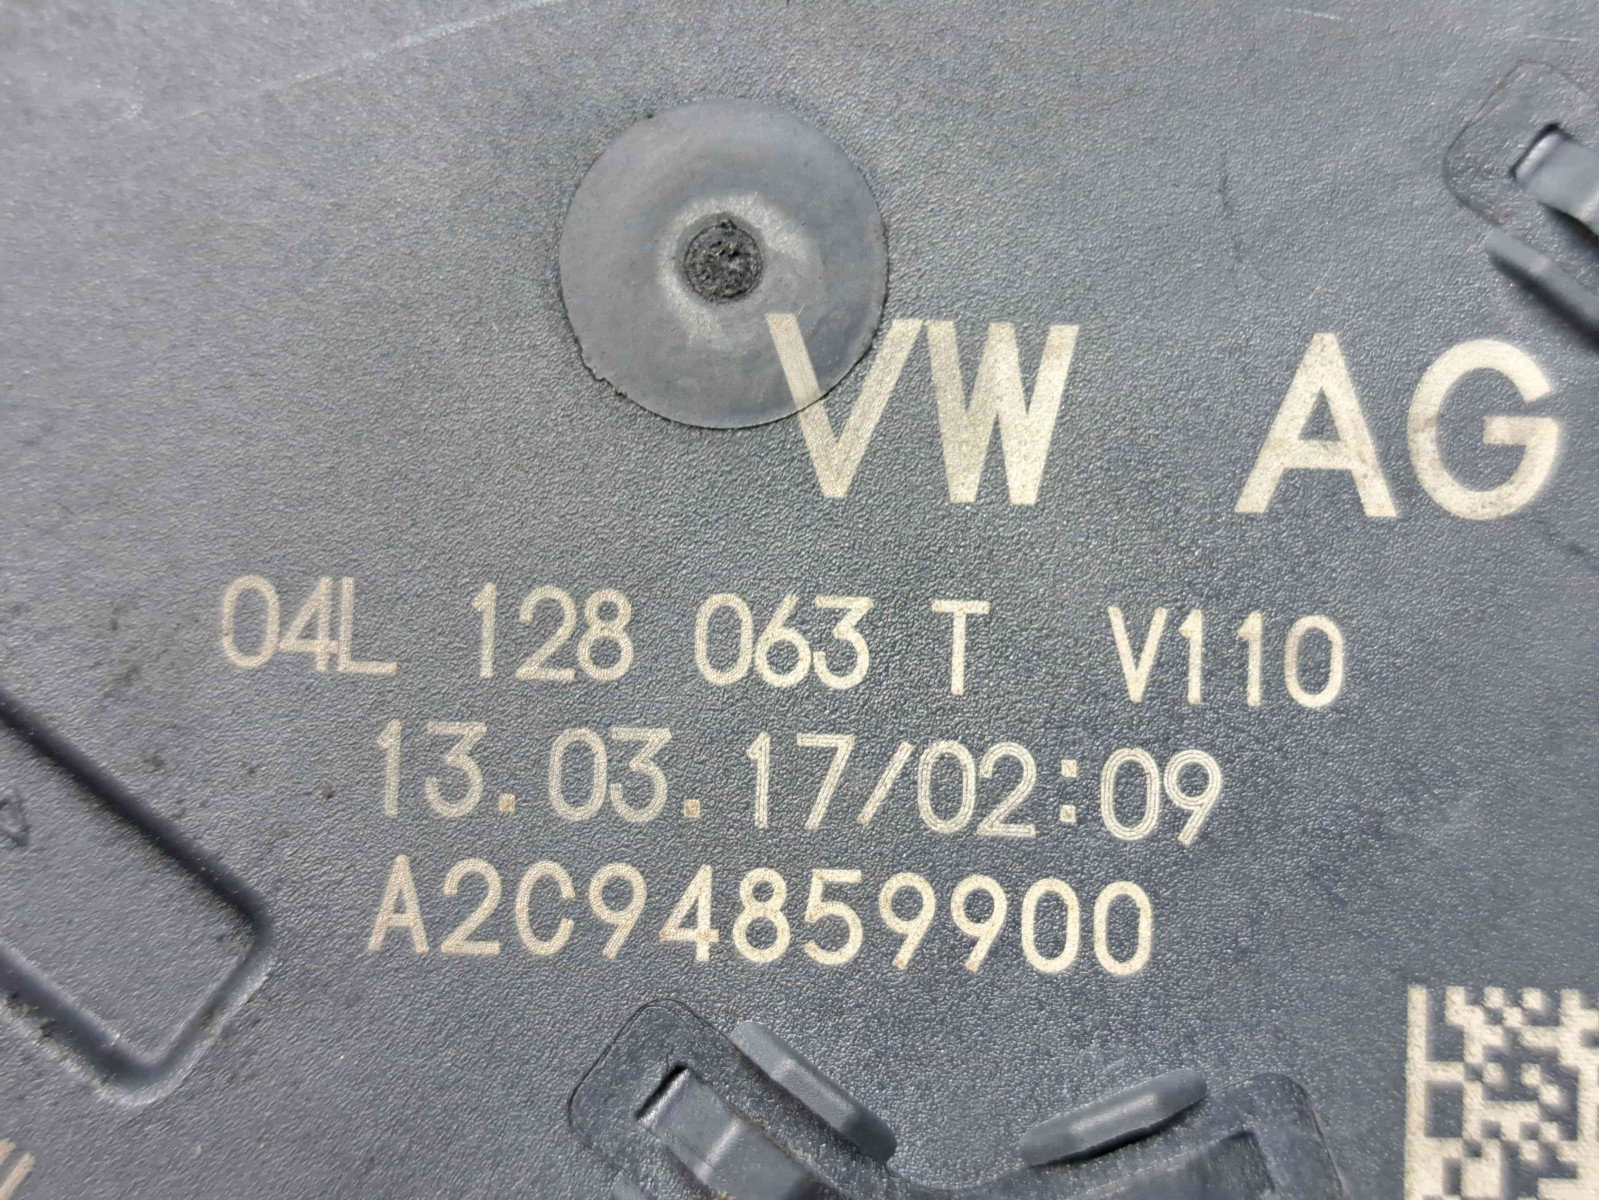 VW AG
04L 128 063 T V110
13.03.17/02:09
A2C94859900